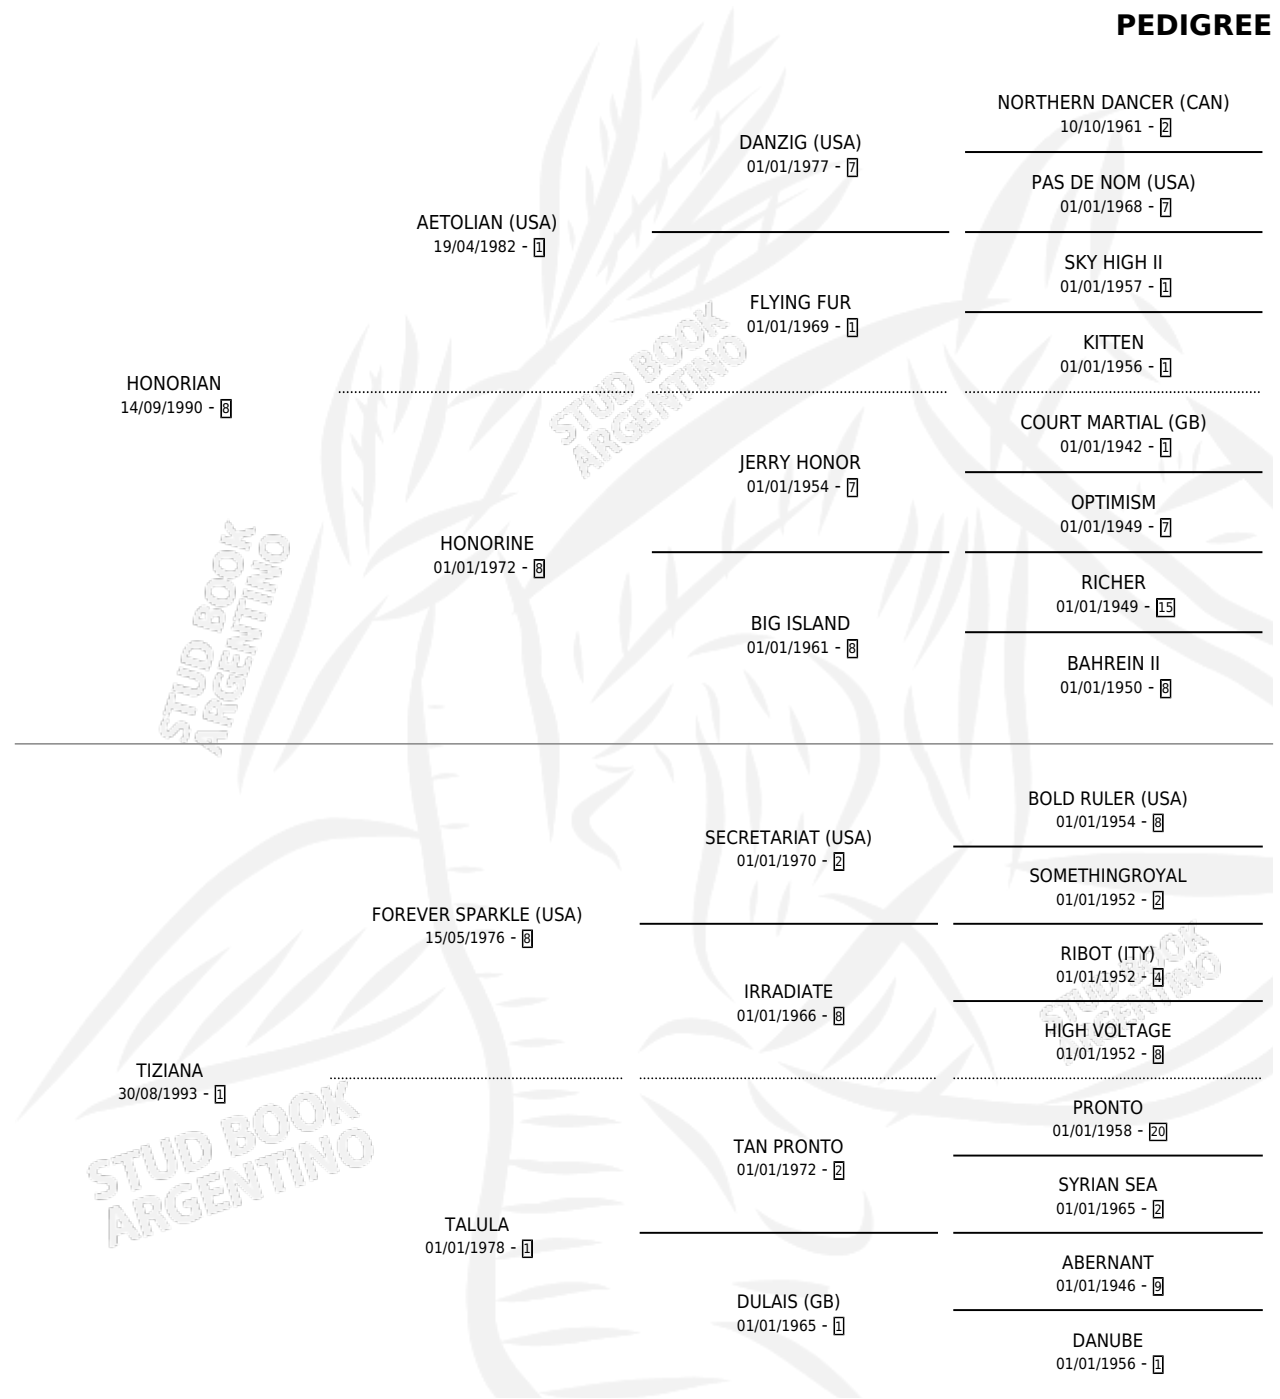 PEDIGREE
NORTHERN DANCER (CAN)
10/10/1961 - 2
DANZIG (USA)
01/01/1977 - 7
PAS DE NOM (USA)
01/01/1968 - 7
AETOLIAN (USA)
19/04/1982 - 1
SKY HIGH II
01/01/1957 - 1
FLYING FUR
01/01/1969 - 1
KITTEN
01/01/1956 - 1
HONORIAN
14/09/1990 - 8
COURT MARTIAL (GB)
01/01/1942 - 1
JERRY HONOR
01/01/1954 - 7
OPTIMISM
01/01/1949 - 7
HONORINE
01/01/1972 - 8
RICHER
01/01/1949 - 15
BIG ISLAND
01/01/1961 - 8
BAHREIN II
01/01/1950 - 8
BOLD RULER (USA)
01/01/1954 - 8
SECRETARIAT (USA)
01/01/1970 - 2
SOMETHINGROYAL
01/01/1952 - 2
FOREVER SPARKLE (USA)
15/05/1976 - 8
RIBOT (ITY)
01/01/1952 - 4
IRRADIATE
01/01/1966 - 8
HIGH VOLTAGE
01/01/1952 - 8
TIZIANA
30/08/1993 - 1
PRONTO
01/01/1958 - 20
TAN PRONTO
01/01/1972 - 2
SYRIAN SEA
01/01/1965 - 2
TALULA
01/01/1978 - 1
ABERNANT
01/01/1946 - 9
DULAIS (GB)
01/01/1965 - 1
DANUBE
01/01/1956 - 1
STUD BOOK
ARGENTINO
STUD BOOK
ARGENTINO
STUD BOOK
ARGENTINO
STUD BOOK
ARGENTINO